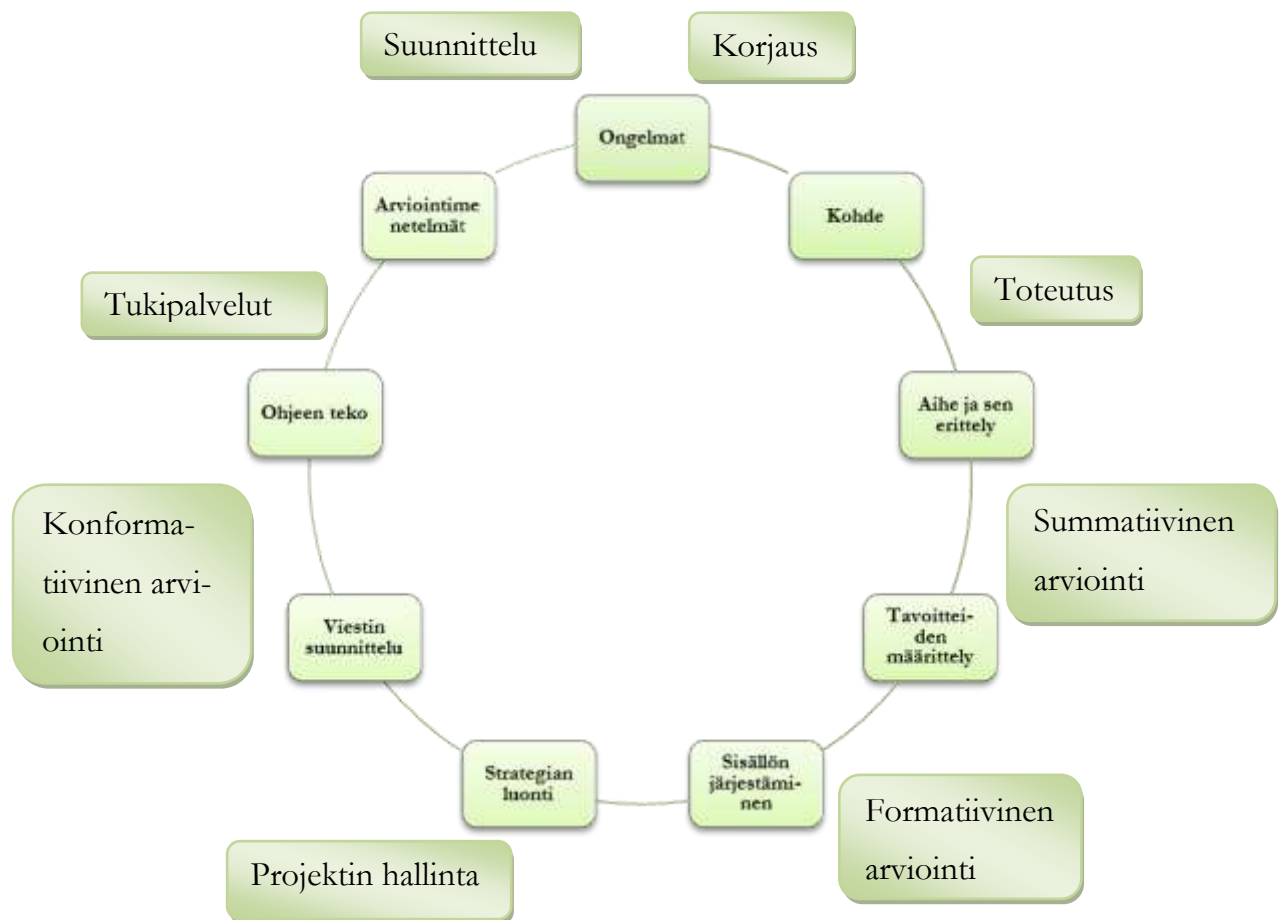 Suunnittelu
Korjaus
Ongelmat
Arviointime
netelmät
Kohde
Tukipalvelut
Toteutus
Ohjeen teko
Aihe ja sen
erittely
Konforma-
tiivinen arvi-
ointi
Summatiivinen
arviointi
Viestin
suunnittelu
Tavoittei-
den
määrittely
Strategian
luonti
Sisällön
järjestämi-
nen
Formatiivinen
arviointi
Projektin hallinta